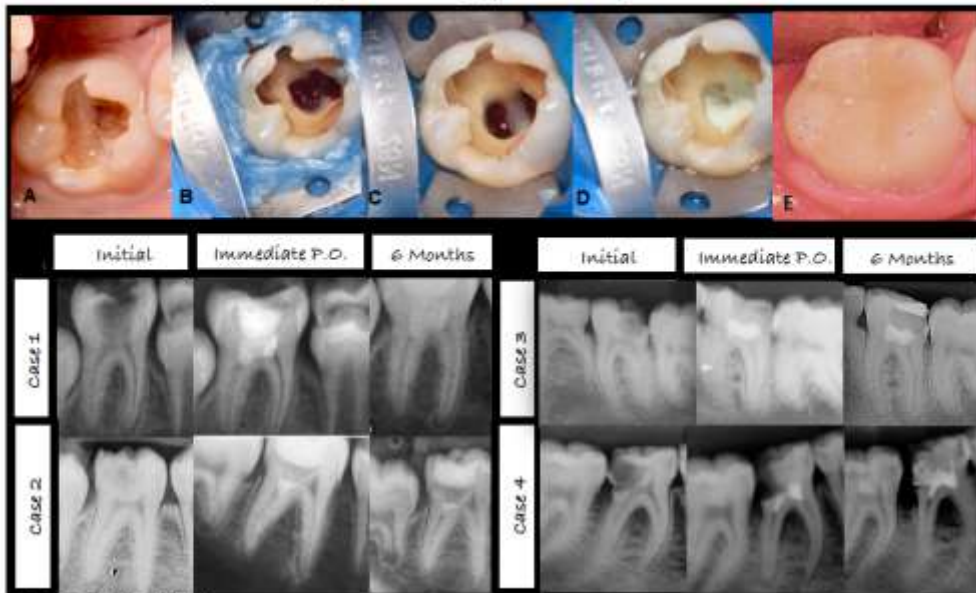 A
B
C
D
E
Initial
Immediate P.O.
6 Months
Initial
Immediate P.O.
6 Months
Case 1
Case 3
Case 2
Case 4